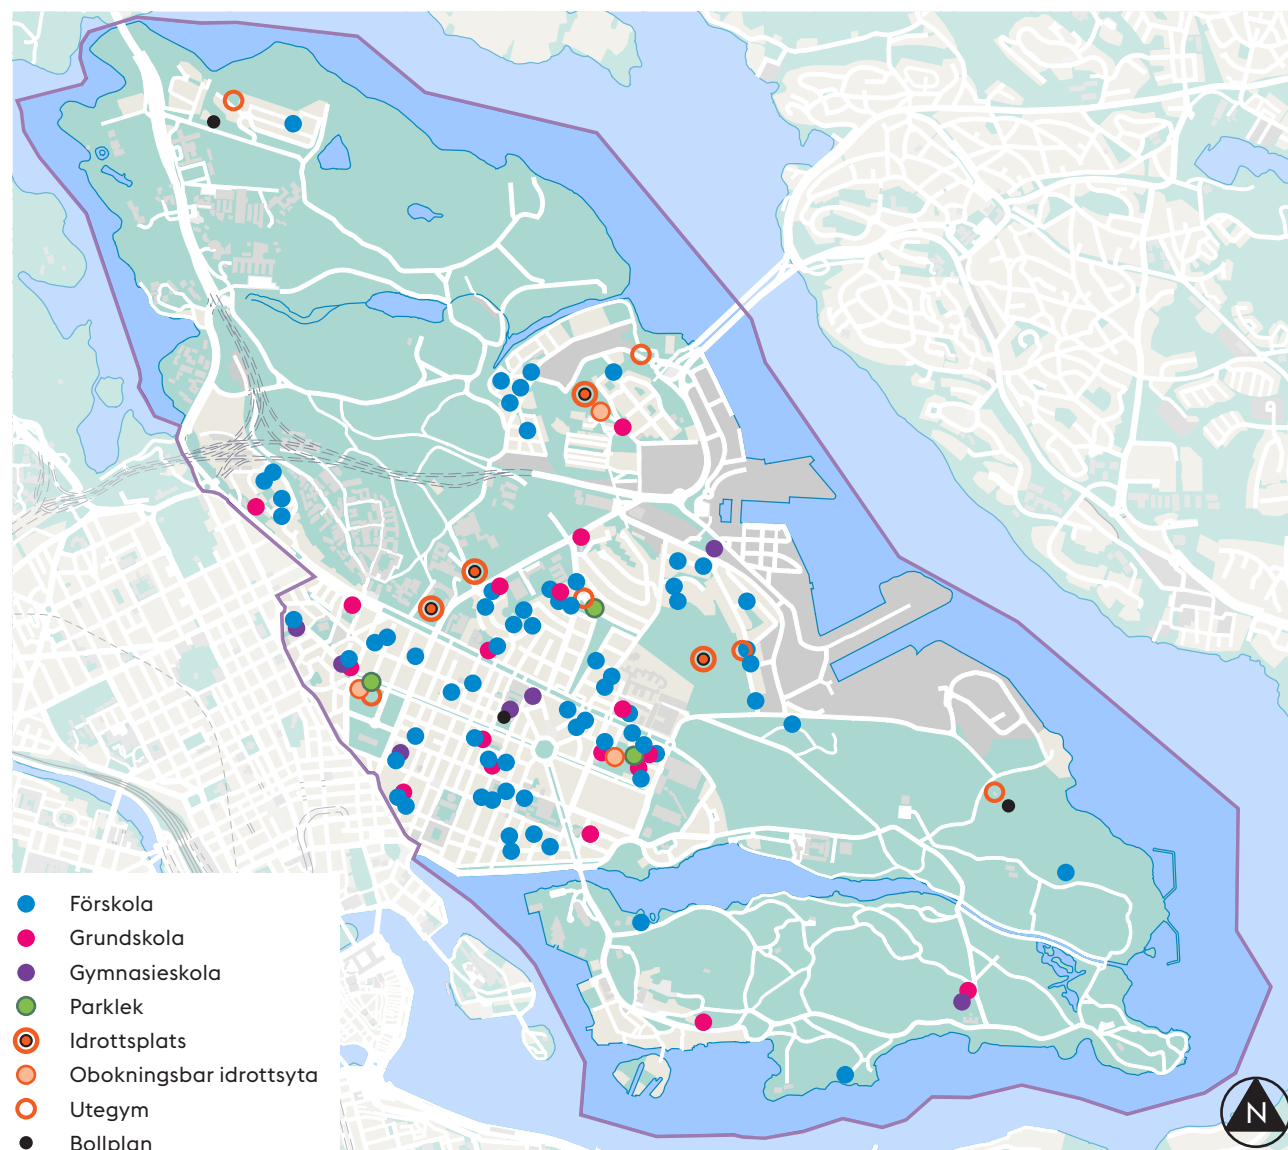 Förskola
Grundskola
Gymnasieskola
Parklek
Idrottsplats
Obokningsbar idrottsyta
Utegym
Bollplan
N